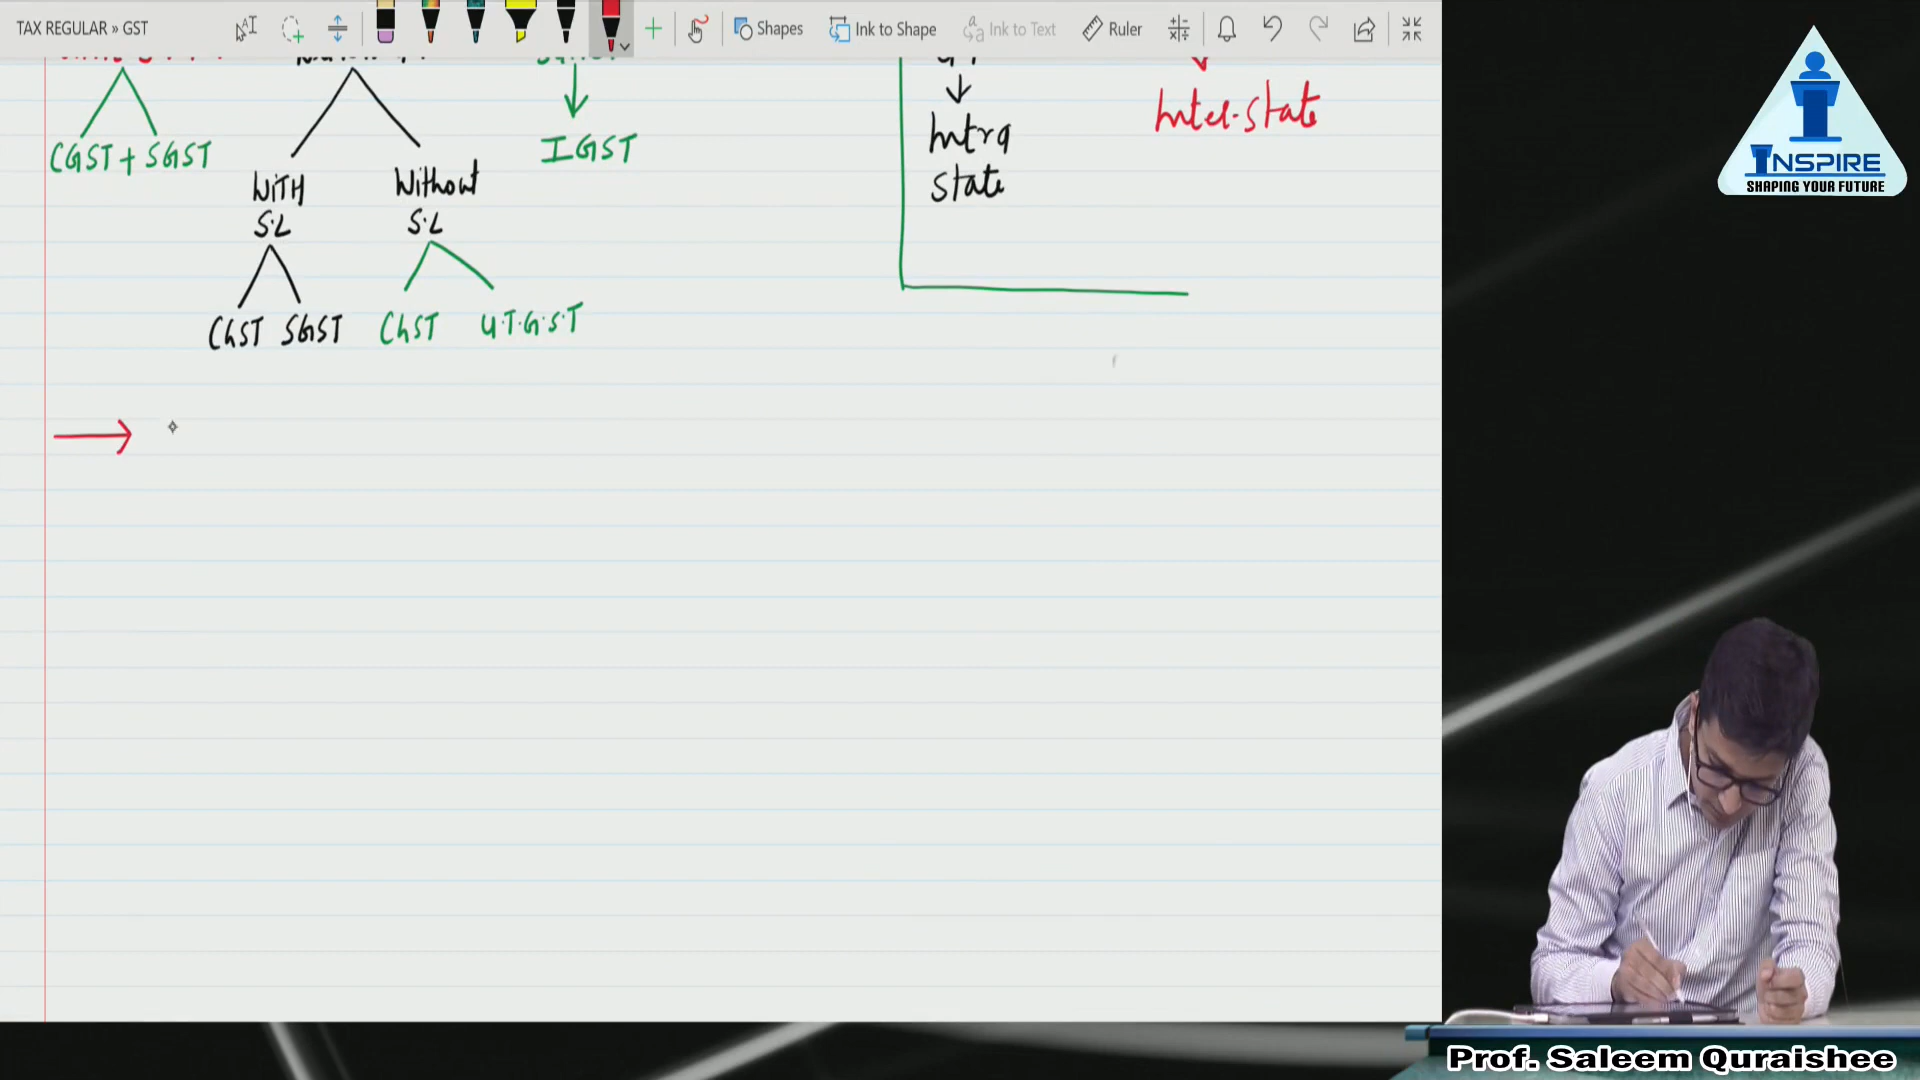 TAX REGULAR » GST
Shapes
Ink to Shape
Ink to Text
Ruler
Intel-state
Intra
state
CGST + SGST
IGST
WITH
S.L
Without
S.L
CGST SGST
CGST U.T.G.S.T
INSPIRE
SHAPING YOUR FUTURE
Prof. Saleem Quraishee